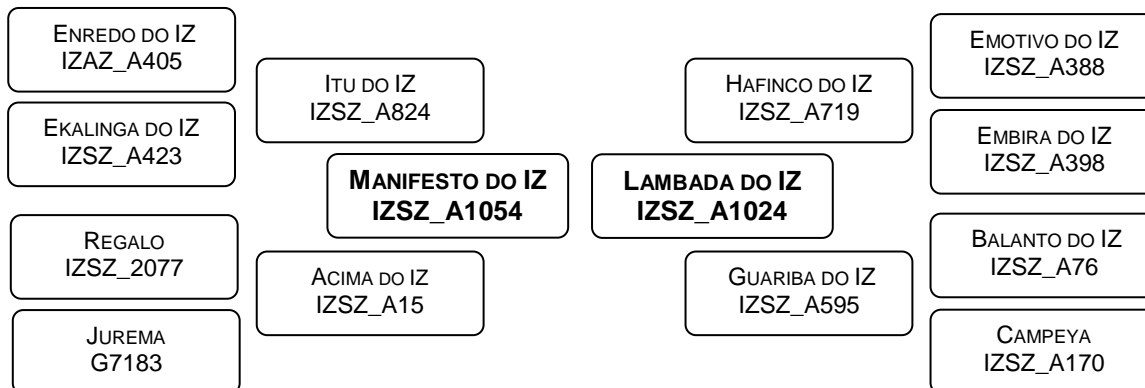 ENREDO DO IZ
IZAZ_A405
EKALINGA DO IZ
IZSZ_A423
REGALO
IZSZ_2077
JUREMA
G7183
ITU DO IZ
IZSZ_A824
ACIMA DO IZ
IZSZ_A15
MANIFESTO DO IZ
IZSZ_A1054
LAMBADA DO IZ
IZSZ_A1024
HAFINCO DO IZ
IZSZ_A719
GUARIBA DO IZ
IZSZ_A595
EMOTIVO DO IZ
IZSZ_A388
EMBIRA DO IZ
IZSZ_A398
BALANTO DO IZ
IZSZ_A76
CAMPEYA
IZSZ_A170